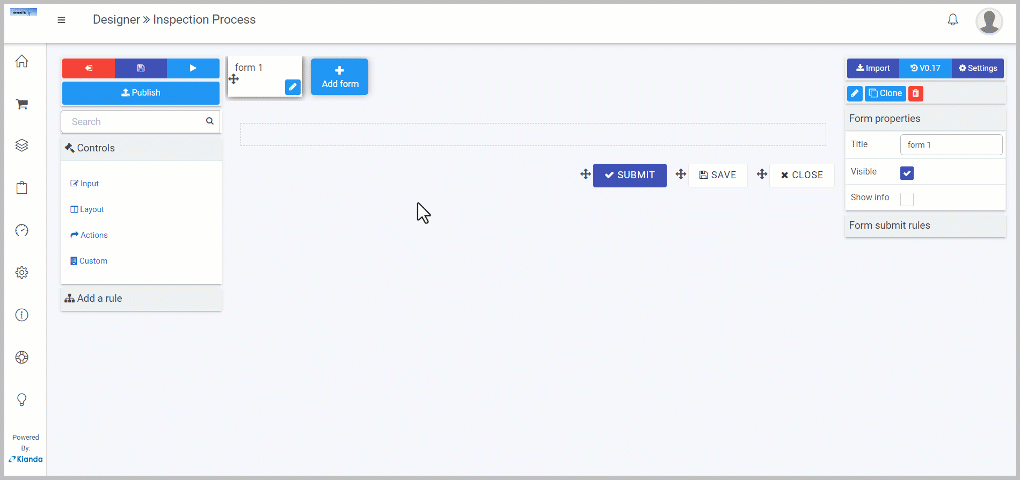 Designer » Inspection Process
form 1
Add form
Import
V0.17
Settings
Publish
Clone
Search
Form properties
Controls
Title
form 1
Input
SUBMIT
SAVE
CLOSE
Visible
Show info
Layout
Form submit rules
Actions
Custom
Add a rule
Powered
By:
Klanda